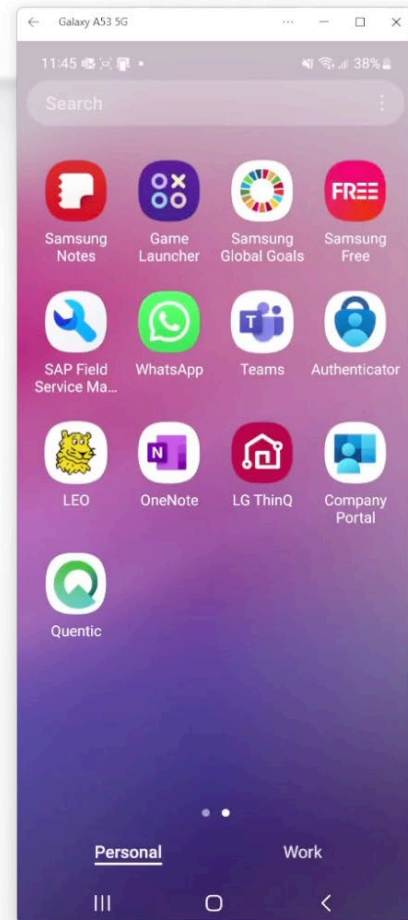 Galaxy A53 5G
11:45
38%
Search
FREE
Samsung
Notes
Game
Launcher
Samsung
Global Goals
Samsung
Free
T
SAP Field
Service Ma...
WhatsApp
Teams
Authenticator
N
LEO
OneNote
LG ThinQ
Company
Portal
Quentic
Personal
Work